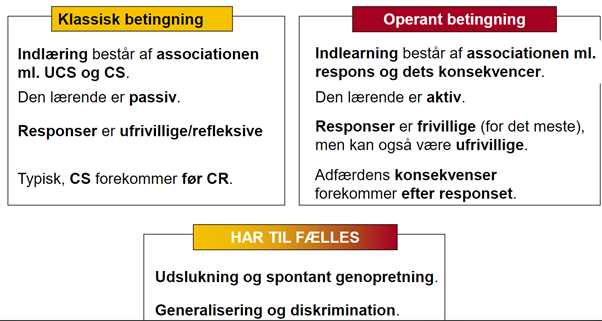 Klassisk betingning
Indlæring består af associationen
ml. UCS og CS.
Den lærende er passiv.
Responser er ufrivillige/refleksive
Typisk, CS forekommer før CR.
Operant betingning
Indlearning består af associationen ml.
respons og dets konsekvencer.
Den lærende er aktiv.
Responser er frivillige (for det meste),
men kan også være ufrivillige.
Adfærdens konsekvenser
forekommer efter responset.
HAR TIL FÆLLES
Udslukning og spontant genopretning.
Generalisering og diskrimination.